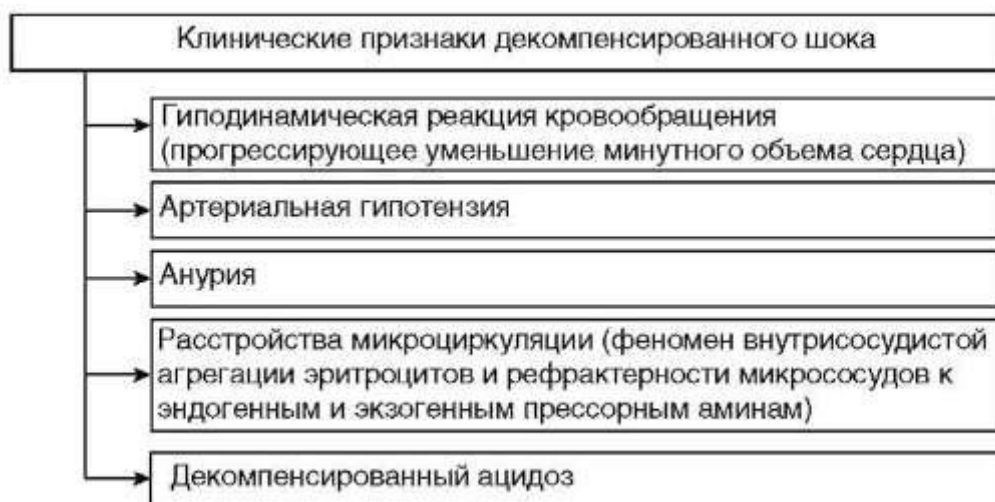 Клинические признаки декомпенсированного шока
Гиподинамическая реакция кровообращения
(прогрессирующее уменьшение минутного объема сердца)
Артериальная гипотензия
Анурия
Расстройства микроциркуляции (феномен внутрисосудистой
агрегации эритроцитов и рефрактерности микрососудов к
эндогенным и экзогенным прессорным аминам)
Декомпенсированный ацидоз